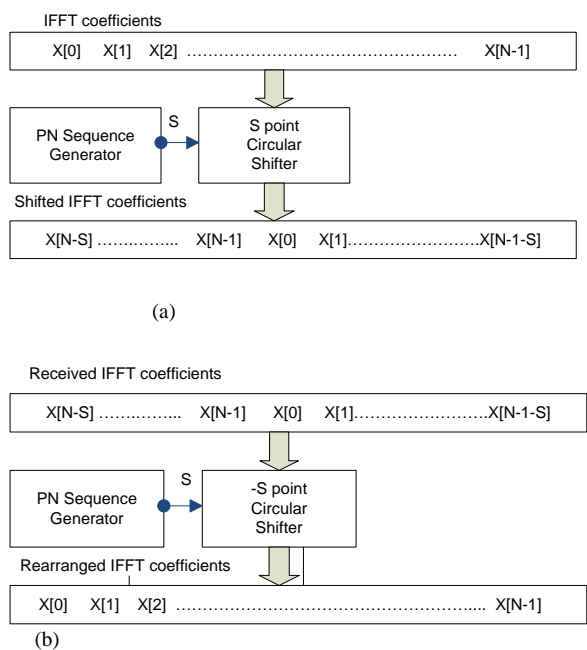 IFFT coefficients
X[0] X[1] X[2] ……………………………………………… X[N-1]
S
PN Sequence
Generator
S point
Circular
Shifter
Shifted IFFT coefficients
X[N-S] …….……... X[N-1] X[0] X[1]…………………….X[N-1-S]
(a)
Received IFFT coefficients
X[N-S] …….……... X[N-1] X[0] X[1]…………………….X[N-1-S]
S
PN Sequence
Generator
-S point
Circular
Shifter
Rearranged IFFT coefficients
X[0] X[1] X[2] ………………………………………………….... X[N-1]
(b)